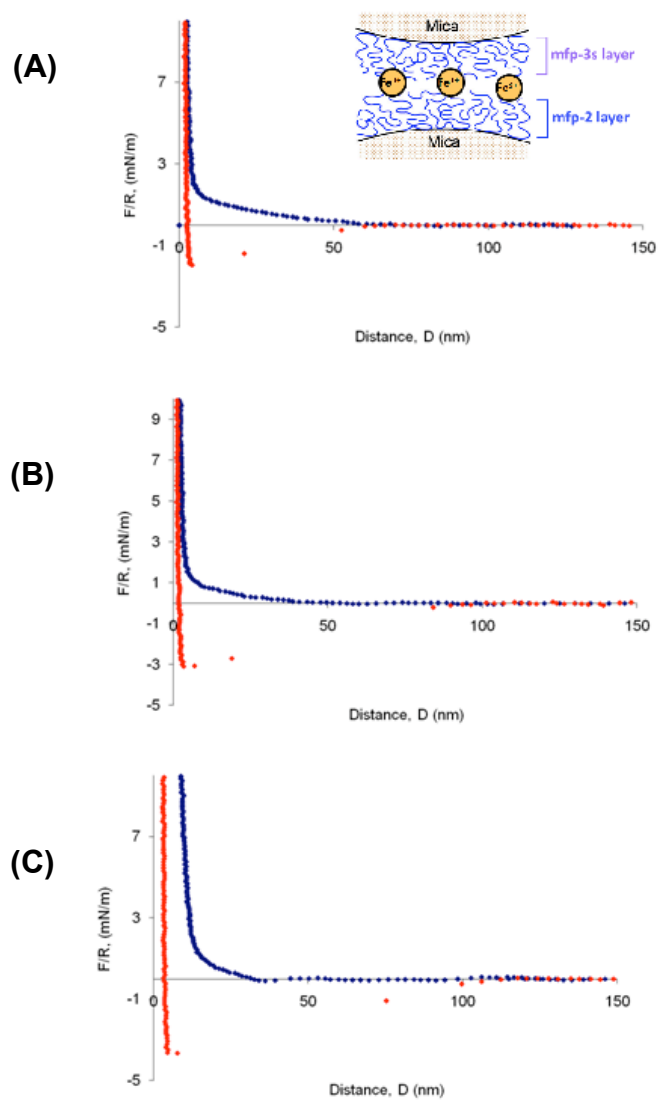 (A)
Mica
mfp-3s layer
Fe³⁺ Fe³⁺
mfp-2 layer
Mica
7
3
-1
-5
F/R, (mN/m)
0 50 100 150
Distance, D (nm)
(B)
9
7
5
3
1
-1
-3
-5
F/R, (mN/m)
0 50 100 150
Distance, D (nm)
(C)
7
3
-1
-5
F/R, (mN/m)
0 50 100 150
Distance, D (nm)